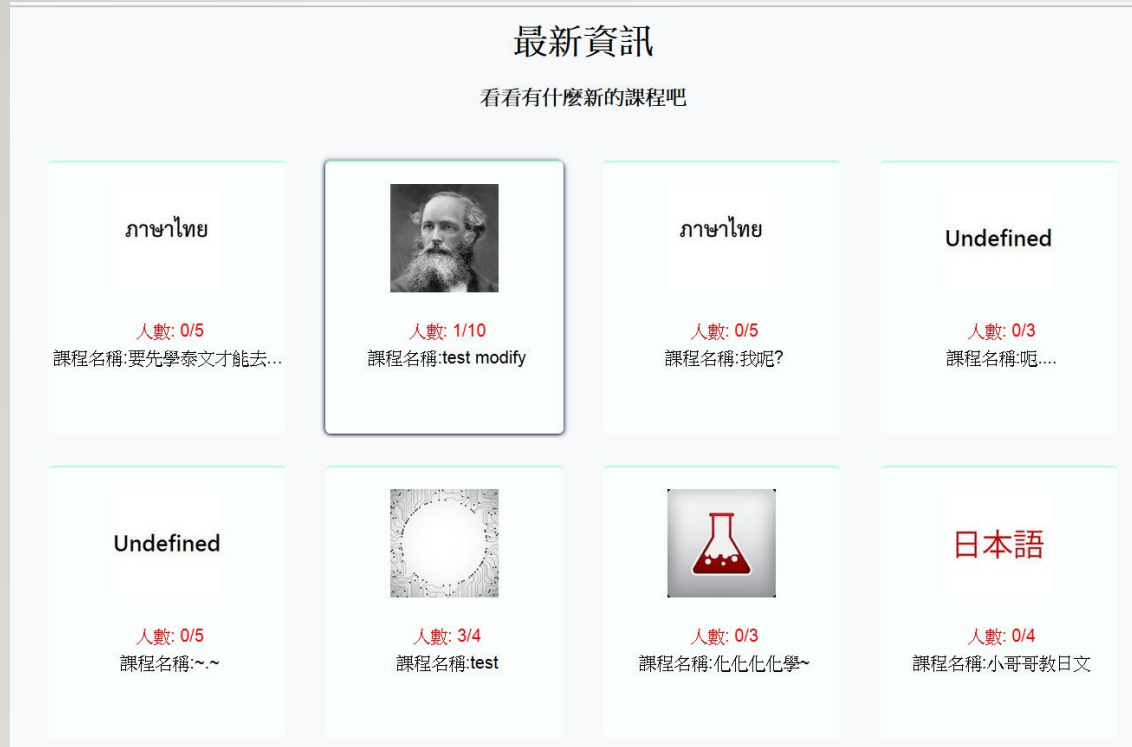 最新資訊
看看有什麼新的課程吧
ภาษาไทย
人數: 0/5
課程名稱:要先學泰文才能去...
人數: 1/10
課程名稱:test modify
ภาษาไทย
人數: 0/5
課程名稱:我呢?
Undefined
人數: 0/3
課程名稱:呃....
Undefined
人數: 0/5
課程名稱:~.~
人數: 3/4
課程名稱:test
人數: 0/3
課程名稱:化化化化學~
日本語
人數: 0/4
課程名稱:小哥哥教日文